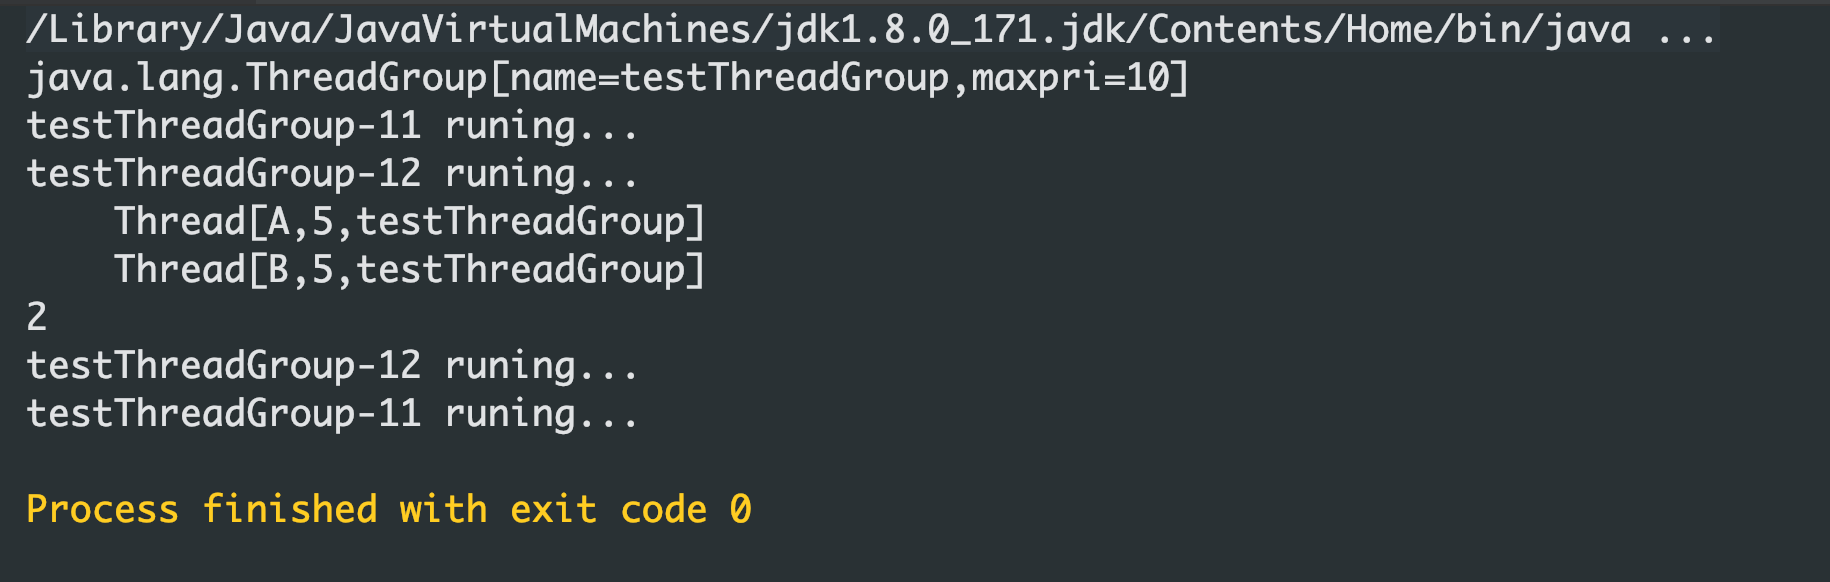 /Library/Java/JavaVirtualMachines/jdk1.8.0_171.jdk/Contents/Home/bin/java ...
java.lang.ThreadGroup[name=testThreadGroup,maxpri=10]
testThreadGroup-11 runing...
testThreadGroup-12 runing...
    Thread[A,5,testThreadGroup]
    Thread[B,5,testThreadGroup]
2
testThreadGroup-12 runing...
testThreadGroup-11 runing...
Process finished with exit code 0